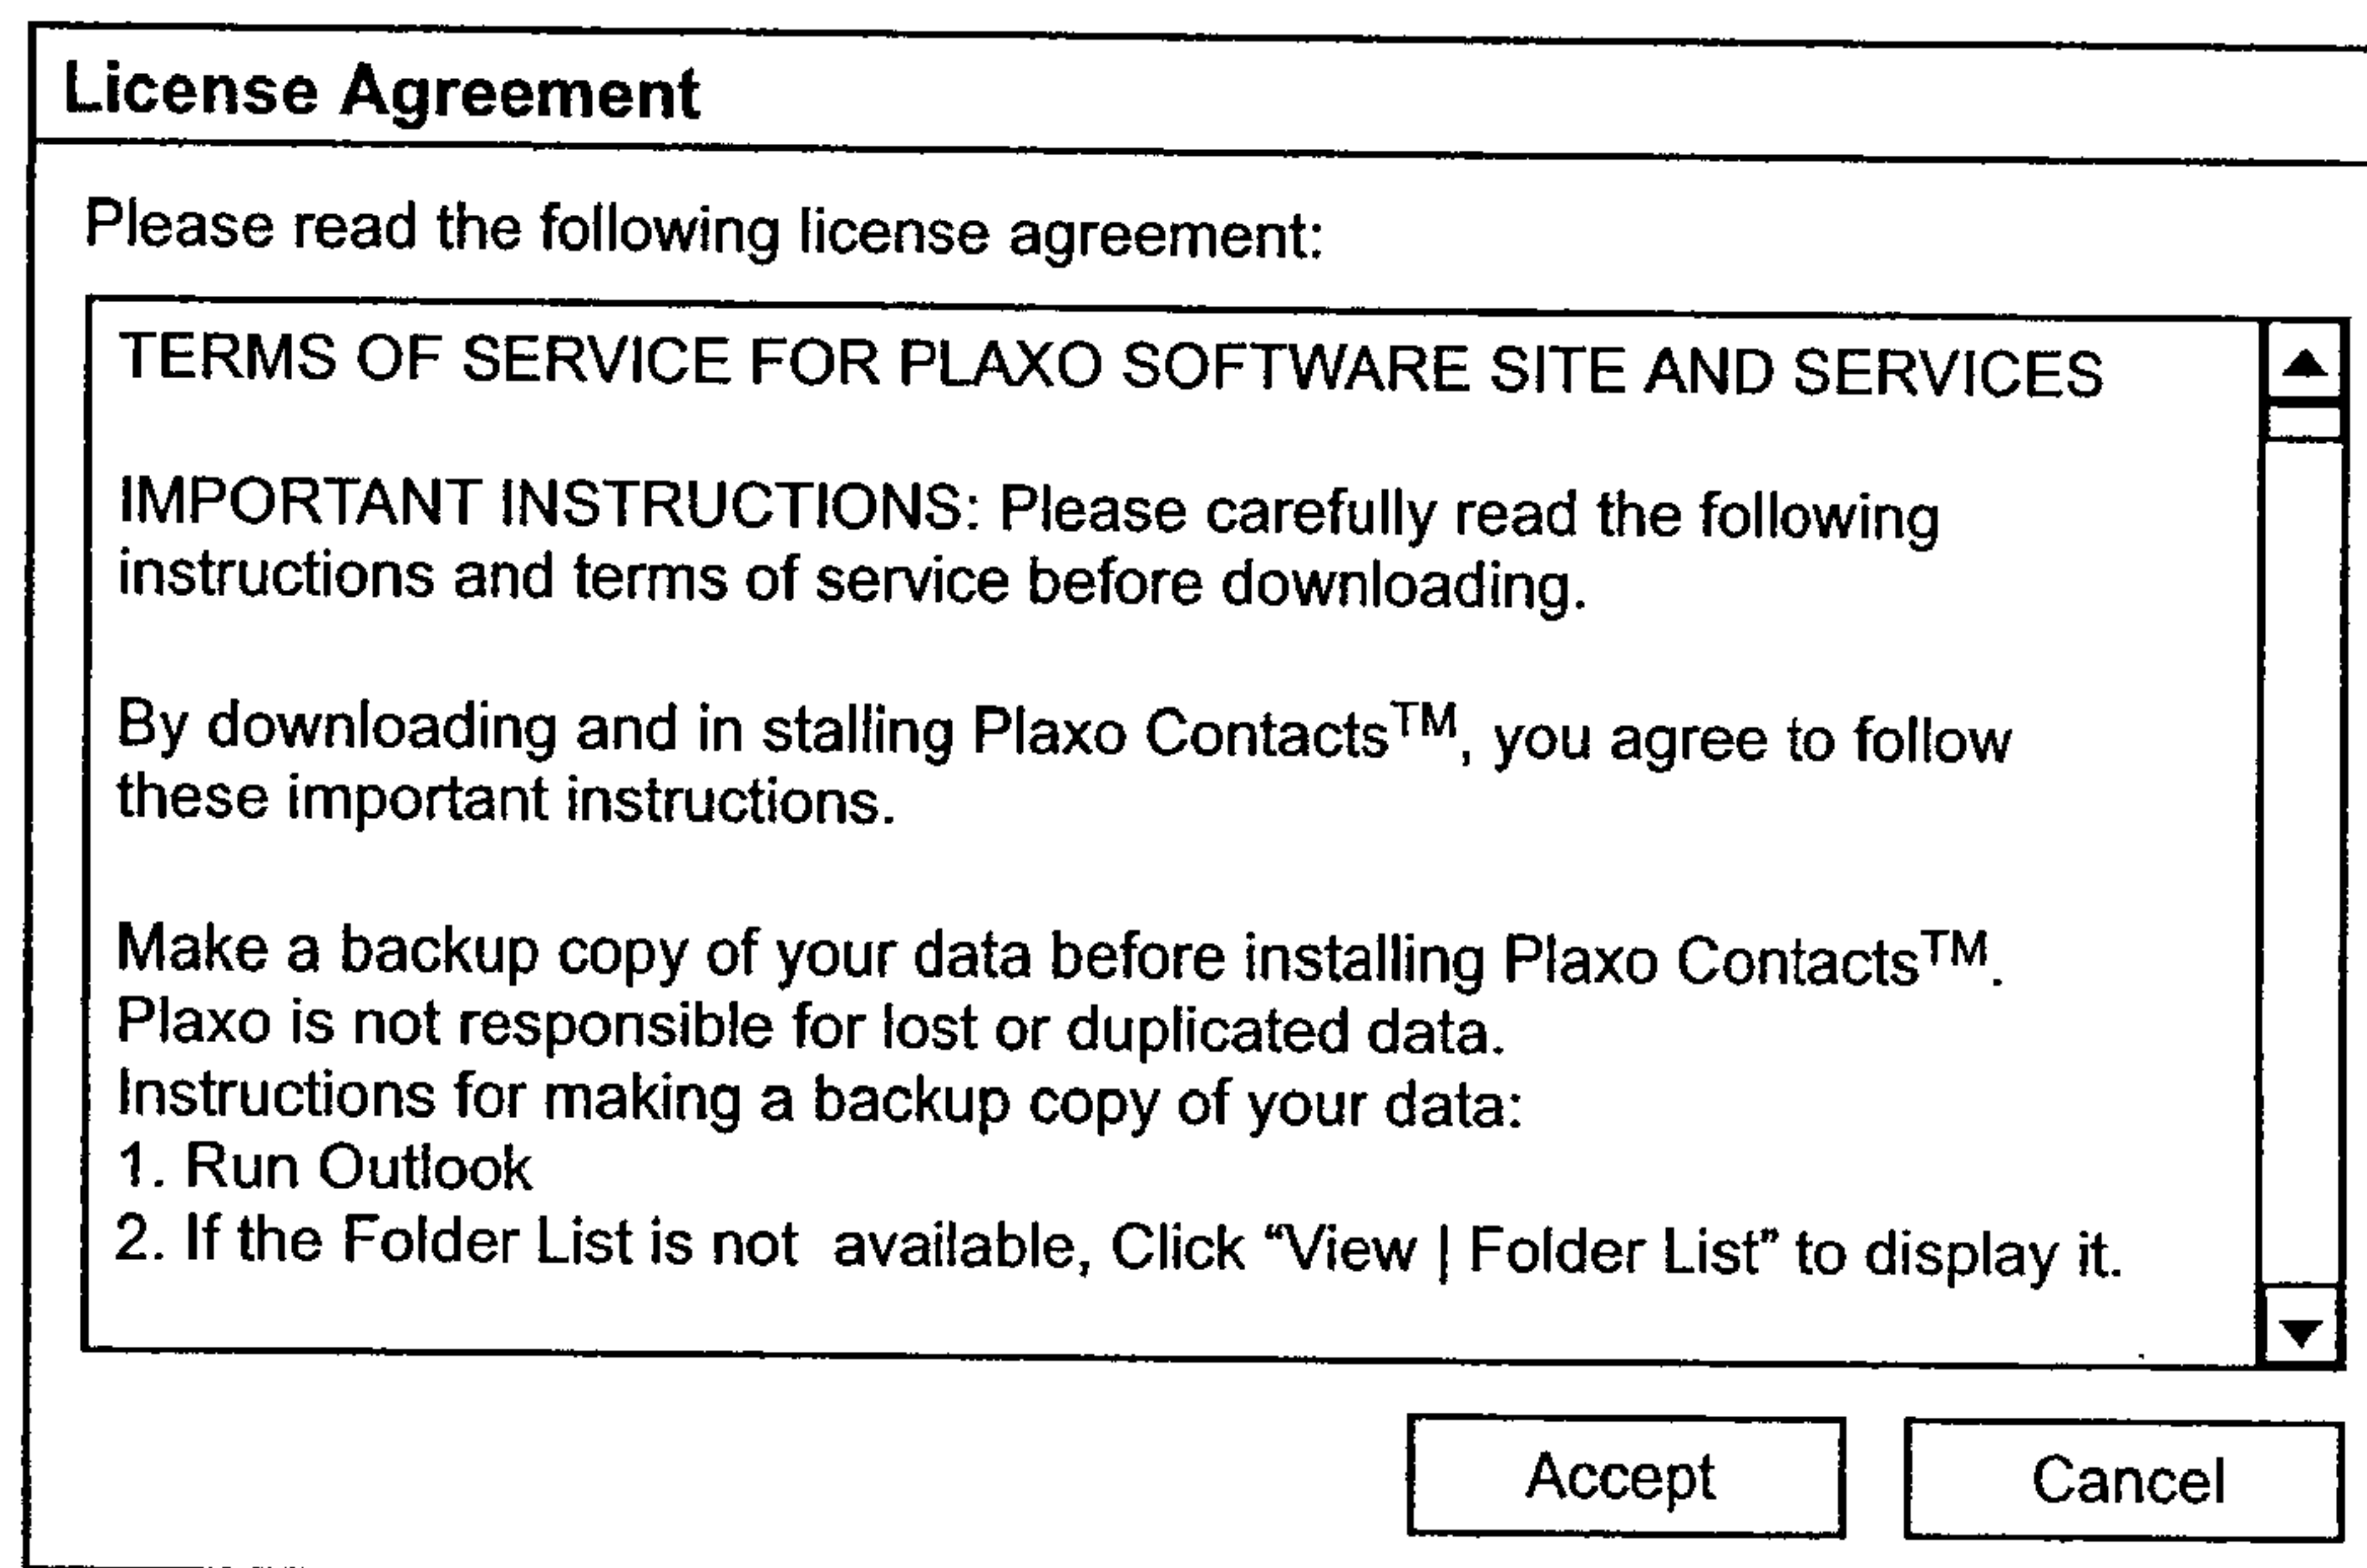 License Agreement
Please read the following license agreement:
TERMS OF SERVICE FOR PLAXO SOFTWARE SITE AND SERVICES
IMPORTANT INSTRUCTIONS: Please carefully read the following
instructions and terms of service before downloading.
By downloading and in stalling Plaxo Contacts™, you agree to follow
these important instructions.
Make a backup copy of your data before installing Plaxo Contacts™.
Plaxo is not responsible for lost or duplicated data.
Instructions for making a backup copy of your data:
1. Run Outlook
2. If the Folder List is not  available, Click “View | Folder List” to display it.
Accept
Cancel